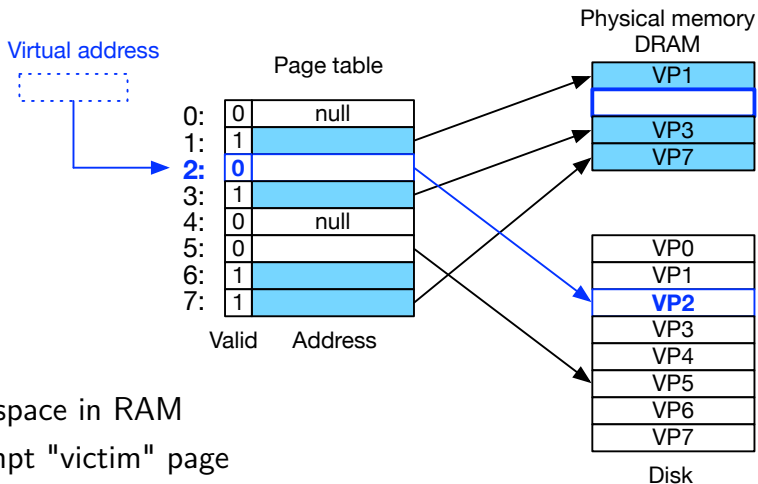 Physical memory
DRAM
Virtual address
Page table
VP1
VP3
VP7
0: 0 null
1: 1
2: 0
3: 1
4: 0 null
5: 0
6: 1
7: 1
Valid Address
VP0
VP1
VP2
VP3
VP4
VP5
VP6
VP7
Disk
space in RAM
"victim" page